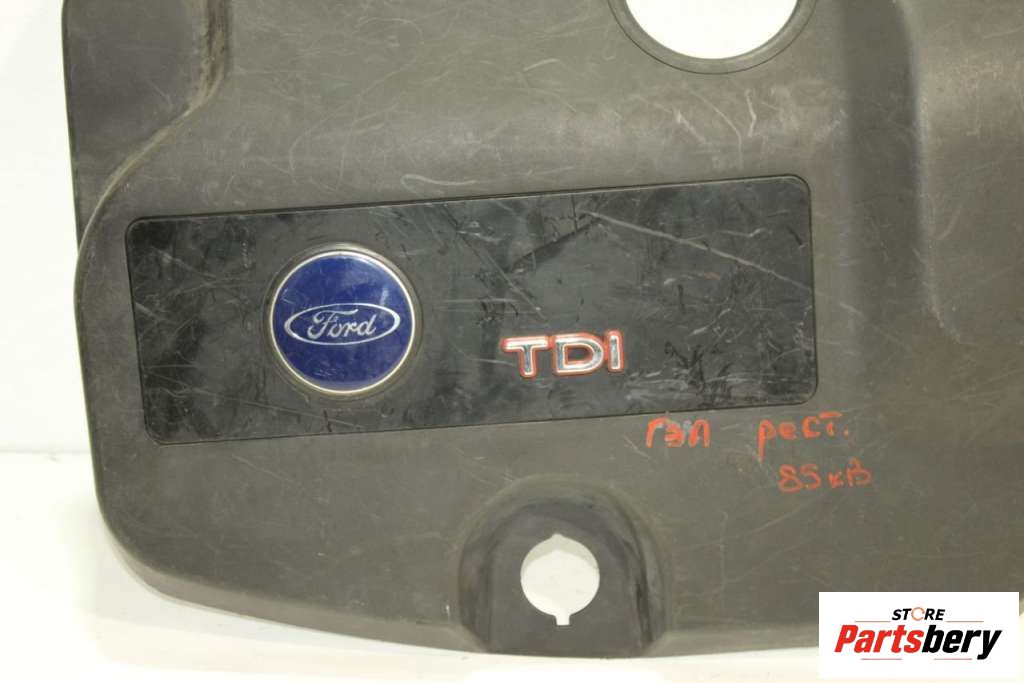 Ford
TDI
гэл рест.
85 кв
STORE
Partsbery